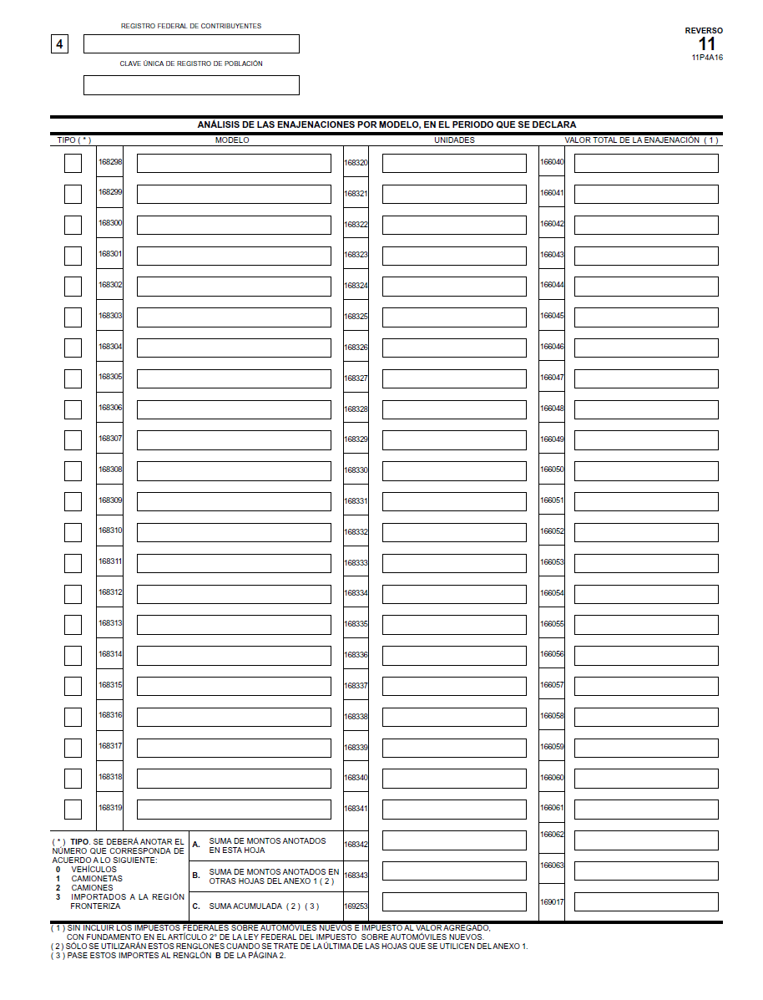 REGISTRO FEDERAL DE CONTRIBUYENTES
REVERSO
4
11
11P4A16
CLAVE ÚNICA DE REGISTRO DE POBLACIÓN
ANÁLISIS DE LAS ENAJENACIONES POR MODELO, EN EL PERIODO QUE SE DECLARA
TIPO ( * ) MODELO UNIDADES VALOR TOTAL DE LA ENAJENACIÓN ( 1 )
168298 168320 166040
168299 168321 166041
168300 168322 166042
168301 168323 166043
168302 168324 166044
168303 168325 166045
168304 168326 166046
168305 168327 166047
168306 168328 166048
168307 168329 166049
168308 168330 166050
168309 168331 166051
168310 168332 166052
168311 168333 166053
168312 168334 166054
168313 168335 166055
168314 168336 166056
168315 168337 166057
168316 168338 166058
168317 168339 166059
168318 168340 166060
168319 168341 166061
( * ) TIPO. SE DEBERÁ ANOTAR EL
NÚMERO QUE CORRESPONDA DE
ACUERDO A LO SIGUIENTE:
0 VEHÍCULOS
1 CAMIONETAS
2 CAMIONES
3 IMPORTADOS A LA REGIÓN
FRONTERIZA
A. SUMA DE MONTOS ANOTADOS
EN ESTA HOJA
168342 166062
B. SUMA DE MONTOS ANOTADOS EN
OTRAS HOJAS DEL ANEXO 1 ( 2 )
168343 166063
C. SUMA ACUMULADA ( 2 ) ( 3 ) 169253 169017
( 1 ) SIN INCLUIR LOS IMPUESTOS FEDERALES SOBRE AUTOMÓVILES NUEVOS E IMPUESTO AL VALOR AGREGADO,
CON FUNDAMENTO EN EL ARTÍCULO 2° DE LA LEY FEDERAL DEL IMPUESTO SOBRE AUTOMÓVILES NUEVOS.
( 2 ) SÓLO SE UTILIZARÁN ESTOS RENGLONES CUANDO SE TRATE DE LA ÚLTIMA DE LAS HOJAS QUE SE UTILICEN DEL ANEXO 1.
( 3 ) PASE ESTOS IMPORTES AL RENGLÓN B DE LA PÁGINA 2.